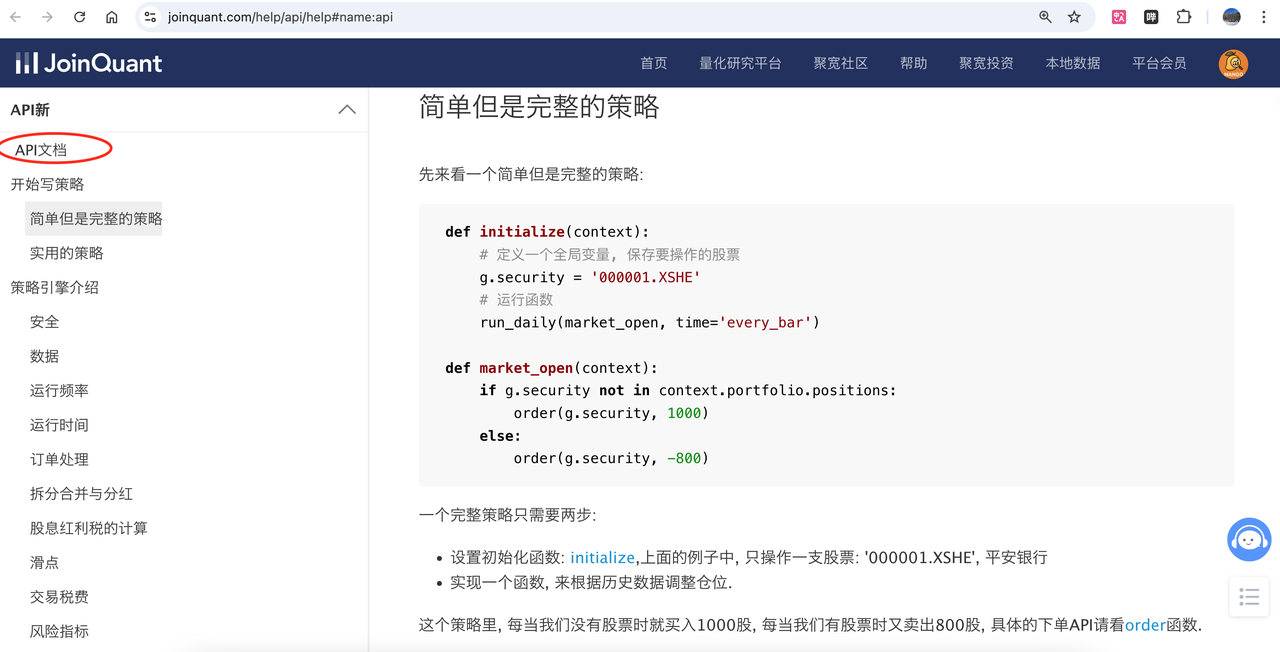 joinquant.com/help/api/help#name:api
JoinQuant
首页 量化研究平台 聚宽社区 帮助 聚宽投资 本地数据 平台会员
MANGO
API新
API文档
开始写策略
简单但是完整的策略
实用的策略
策略引擎介绍
安全
数据
运行频率
运行时间
订单处理
拆分合并与分红
股息红利税的计算
滑点
交易税费
风险指标
简单但是完整的策略
先来看一个简单但是完整的策略:
def initialize(context):
# 定义一个全局变量, 保存要操作的股票
g.security = '000001.XSHE'
# 运行函数
run_daily(market_open, time='every_bar')
def market_open(context):
if g.security not in context.portfolio.positions:
order(g.security, 1000)
else:
order(g.security, -800)
一个完整策略只需要两步:
• 设置初始化函数: initialize,上面的例子中, 只操作一支股票: '000001.XSHE', 平安银行
• 实现一个函数, 来根据历史数据调整仓位.
这个策略里, 每当我们没有股票时就买入1000股, 每当我们有股票时又卖出800股, 具体的下单API请看order函数.